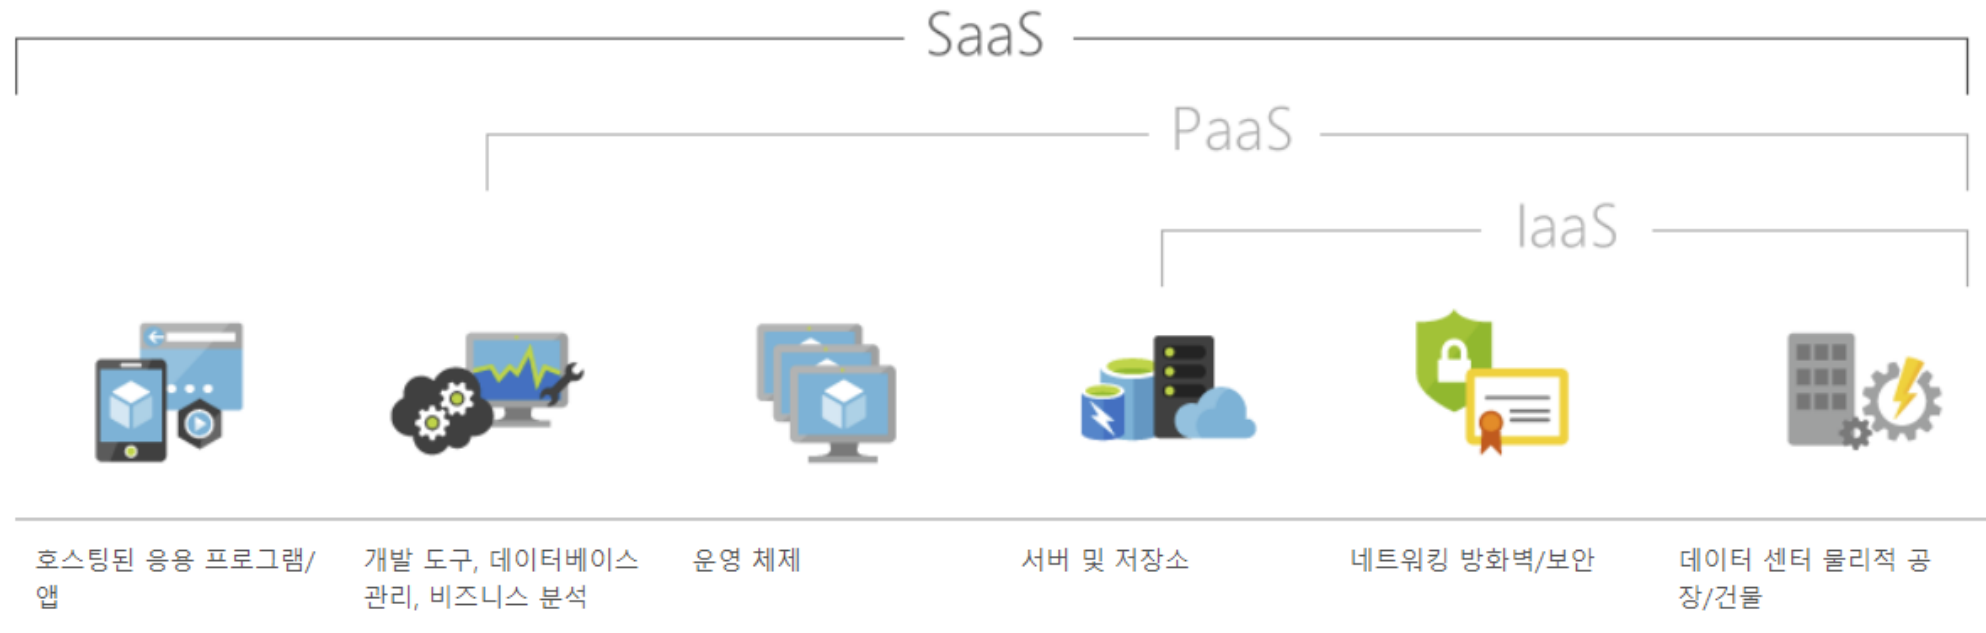 SaaS
PaaS
IaaS
호스팅된 응용 프로그램/
앱
개발 도구, 데이터베이스
관리, 비즈니스 분석
운영 체제
서버 및 저장소
네트워킹 방화벽/보안
데이터 센터 물리적 공
장/건물